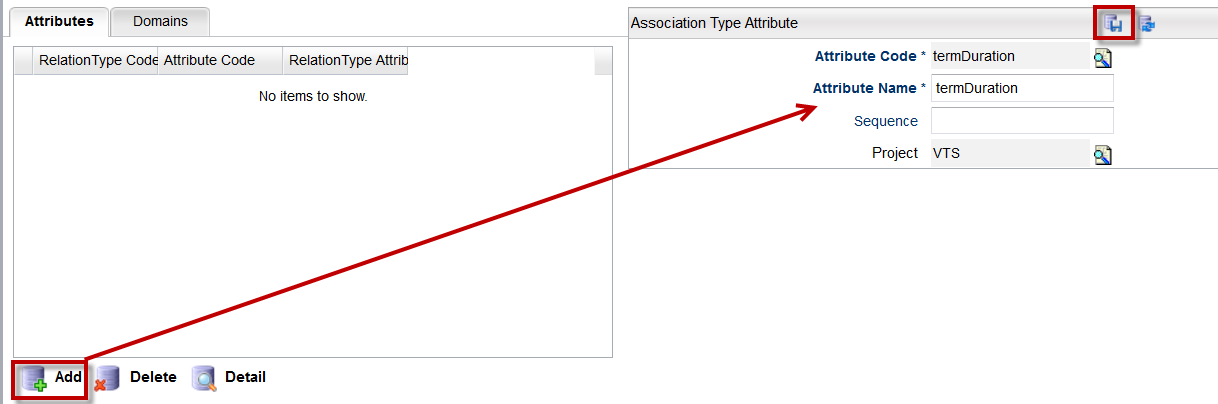 Attributes Domains
RelationType Code Attribute Code RelationType Attrib
No items to show.
Add Delete Detail
Association Type Attribute
Attribute Code * termDuration
Attribute Name * termDuration
Sequence
Project VTS